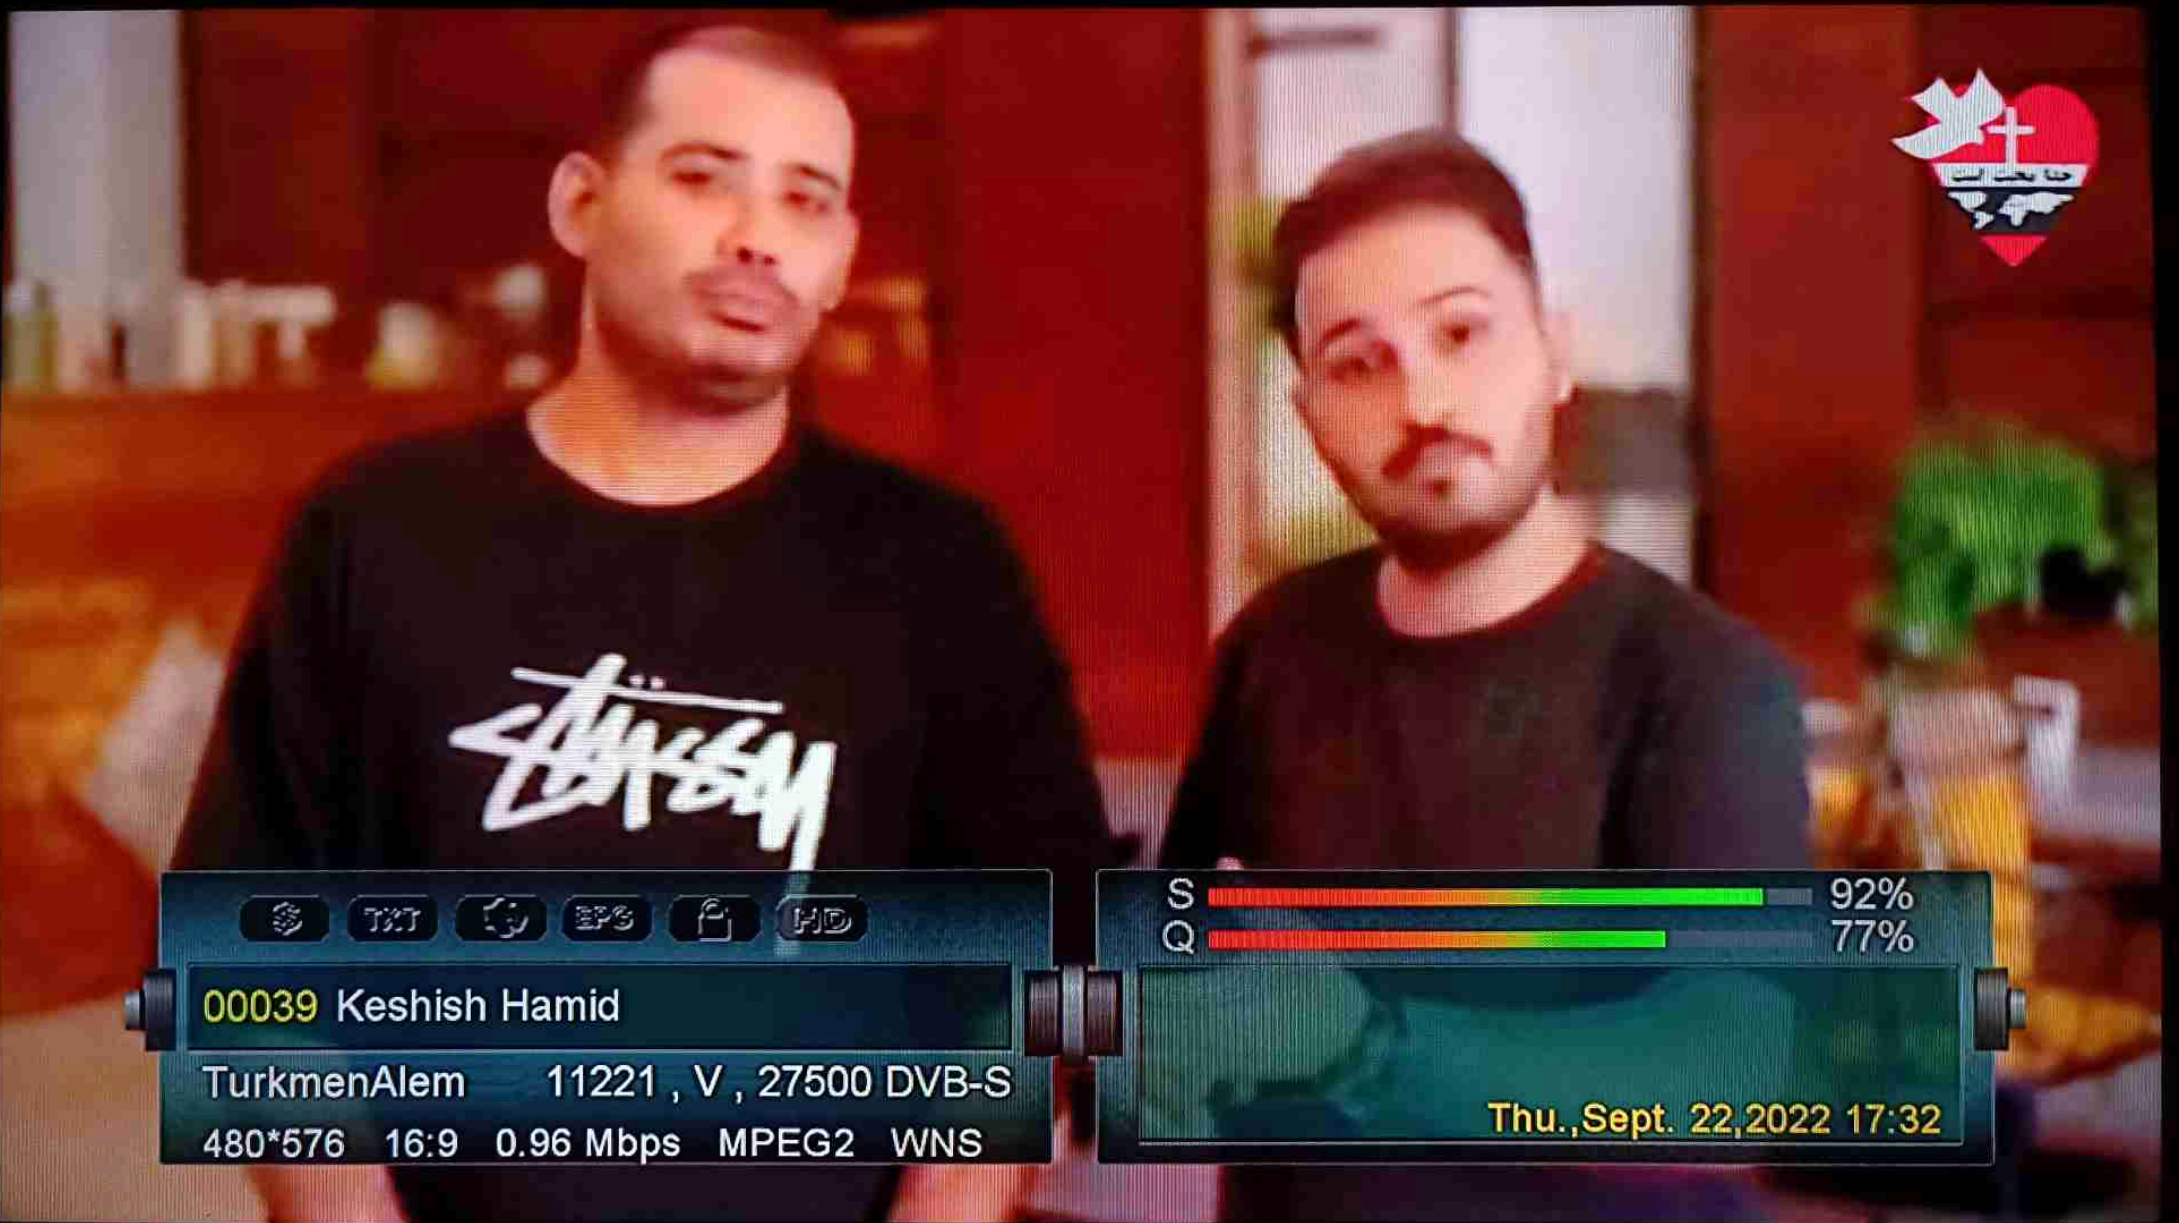 Stüssy
$ TXT EPG HD
S 92%
Q 77%
00039 Keshish Hamid
TurkmenAlem 11221 , V , 27500 DVB-S
480*576 16:9 0.96 Mbps MPEG2 WNS
Thu.,Sept. 22,2022 17:32